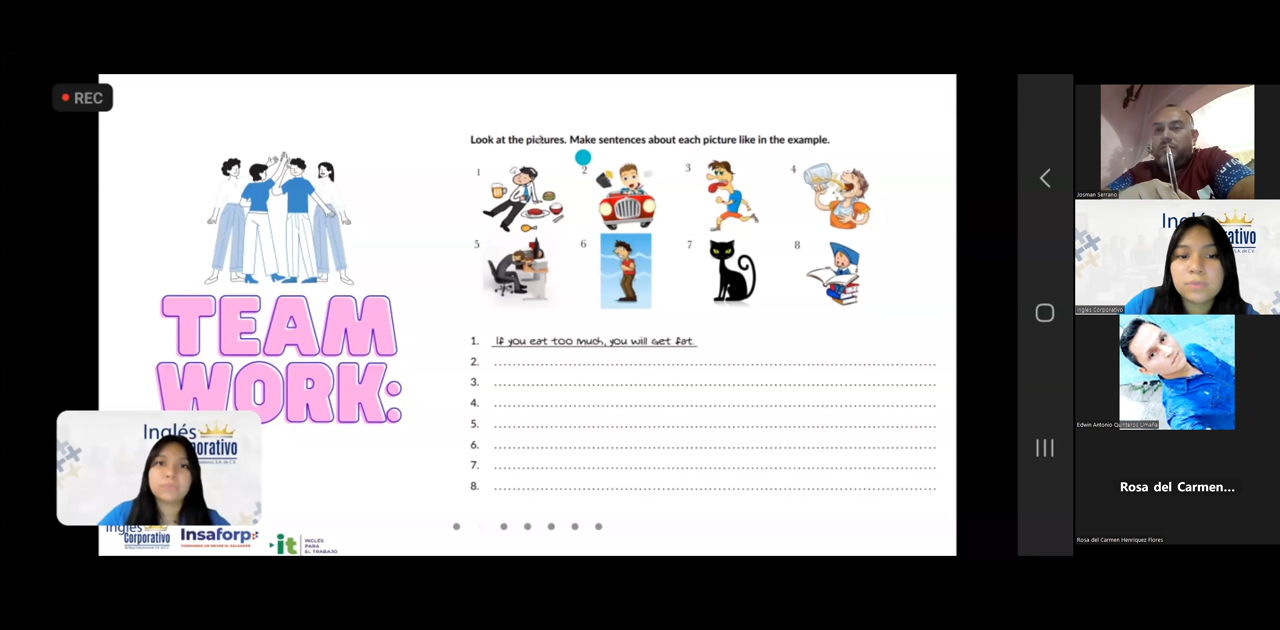 REC
Look at the pictures. Make sentences about each picture like in the example.
1 2 3 4
5 6 7 8
TEAM
WORK:
1. If you eat too much, you will get fat.
2.
3.
4.
5.
6.
7.
8.
Inglés
Corporativo
Insaforp
it INGLÉS
PARA
EL TRABAJO
Josman Serrano
Inglés Corporativo
Edwin Antonio Quinteros Umaña
Rosa del Carmen...
Rosa del Carmen Henriquez Flores